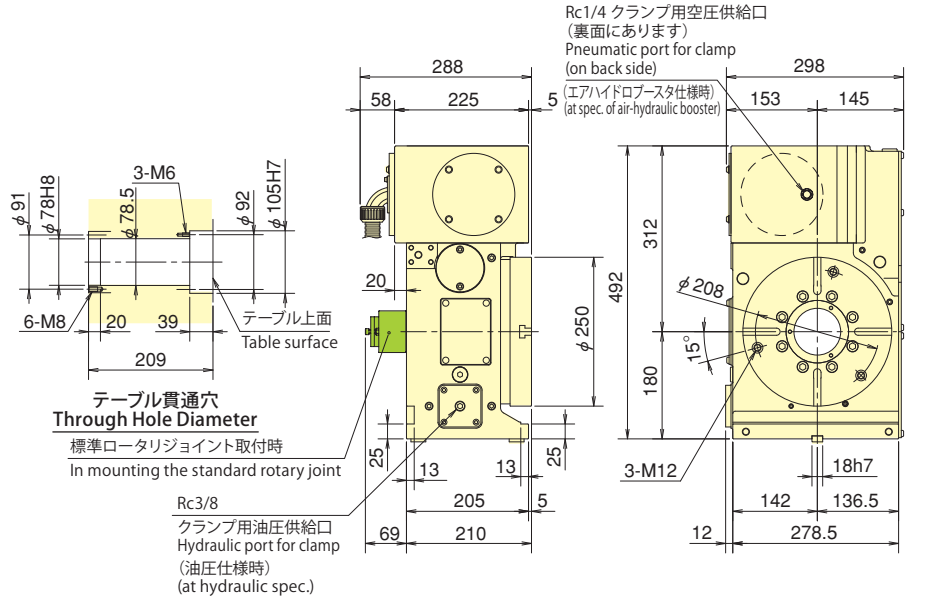 Rc1/4 クランプ用空圧供給口
（裏面にあります）
Pneumatic port for clamp
(on back side)
（エアハイドロブースタ仕様時）
(at spec. of air-hydraulic booster)
288
58
225
5
298
153
145
3-M6
φ91
φ78H8
φ78.5
φ92
φ105H7
6-M8
20
39
209
テーブル上面
Table surface
テーブル貫通穴
Through Hole Diameter
標準ロータリジョイント取付時
In mounting the standard rotary joint
Rc3/8
クランプ用油圧供給口
Hydraulic port for clamp
（油圧仕様時）
(at hydraulic spec.)
20
φ250
25
13
13
25
205
5
69
210
492
312
180
φ208
15°
3-M12
18h7
142
136.5
12
278.5